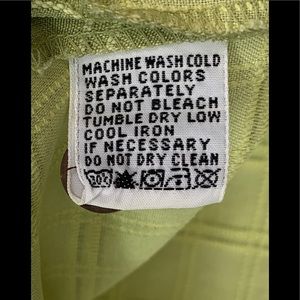 MACHINE WASH COLD
WASH COLORS
SEPARATELY
DO NOT BLEACH
TUMBLE DRY LOW
COOL IRON
IF NECESSARY
DO NOT DRY CLEAN